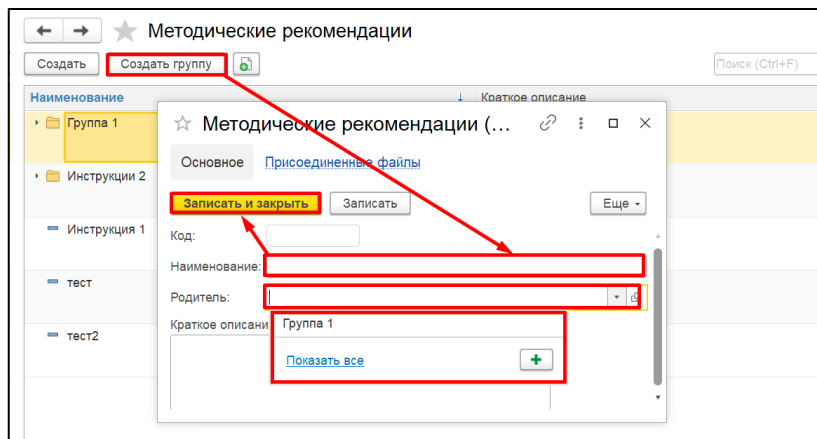 Методические рекомендации
Создать Создать группу Поиск (Ctrl+F)
Наименование ↓ Краткое описание
Группа 1
Методические рекомендации (...
Основное Присоединенные файлы
Инструкции 2
Записать и закрыть Записать Еще
Инструкция 1
Код:
Наименование:
тест
Родитель:
Краткое описани
Группа 1
тест2
Показать все